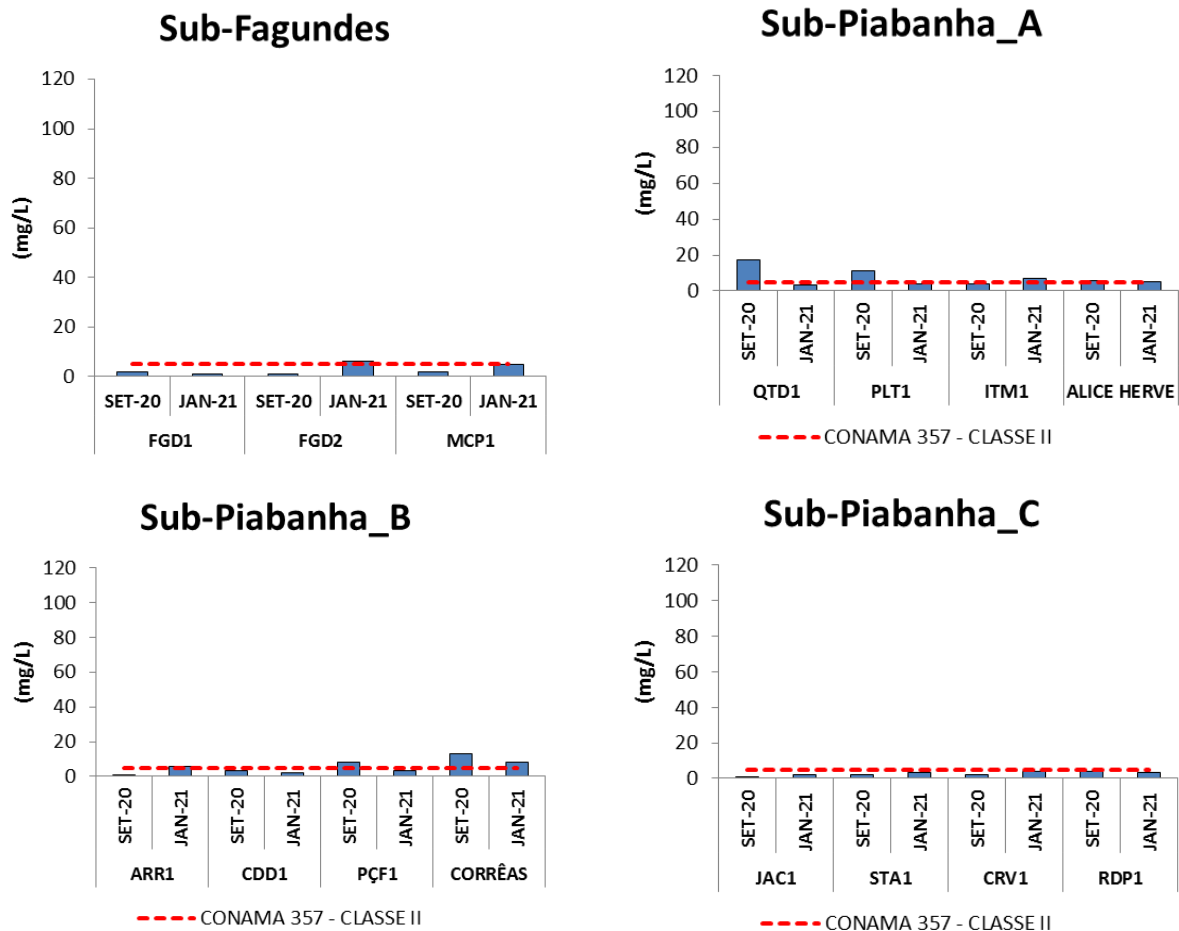 Sub-Fagundes
(mg/L)
120
100
80
60
40
20
0
SET-20 JAN-21 SET-20 JAN-21 SET-20 JAN-21
FGD1 FGD2 MCP1
Sub-Piabanha_A
(mg/L)
120
100
80
60
40
20
0
SET-20 JAN-21 SET-20 JAN-21 SET-20 JAN-21 SET-20 JAN-21
QTD1 PLT1 ITM1 ALICE HERVE
CONAMA 357 - CLASSE II
Sub-Piabanha_B
(mg/L)
120
100
80
60
40
20
0
SET-20 JAN-21 SET-20 JAN-21 SET-20 JAN-21 SET-20 JAN-21
ARR1 CDD1 PÇF1 CORRÊAS
CONAMA 357 - CLASSE II
Sub-Piabanha_C
(mg/L)
120
100
80
60
40
20
0
SET-20 JAN-21 SET-20 JAN-21 SET-20 JAN-21 SET-20 JAN-21
JAC1 STA1 CRV1 RDP1
CONAMA 357 - CLASSE II